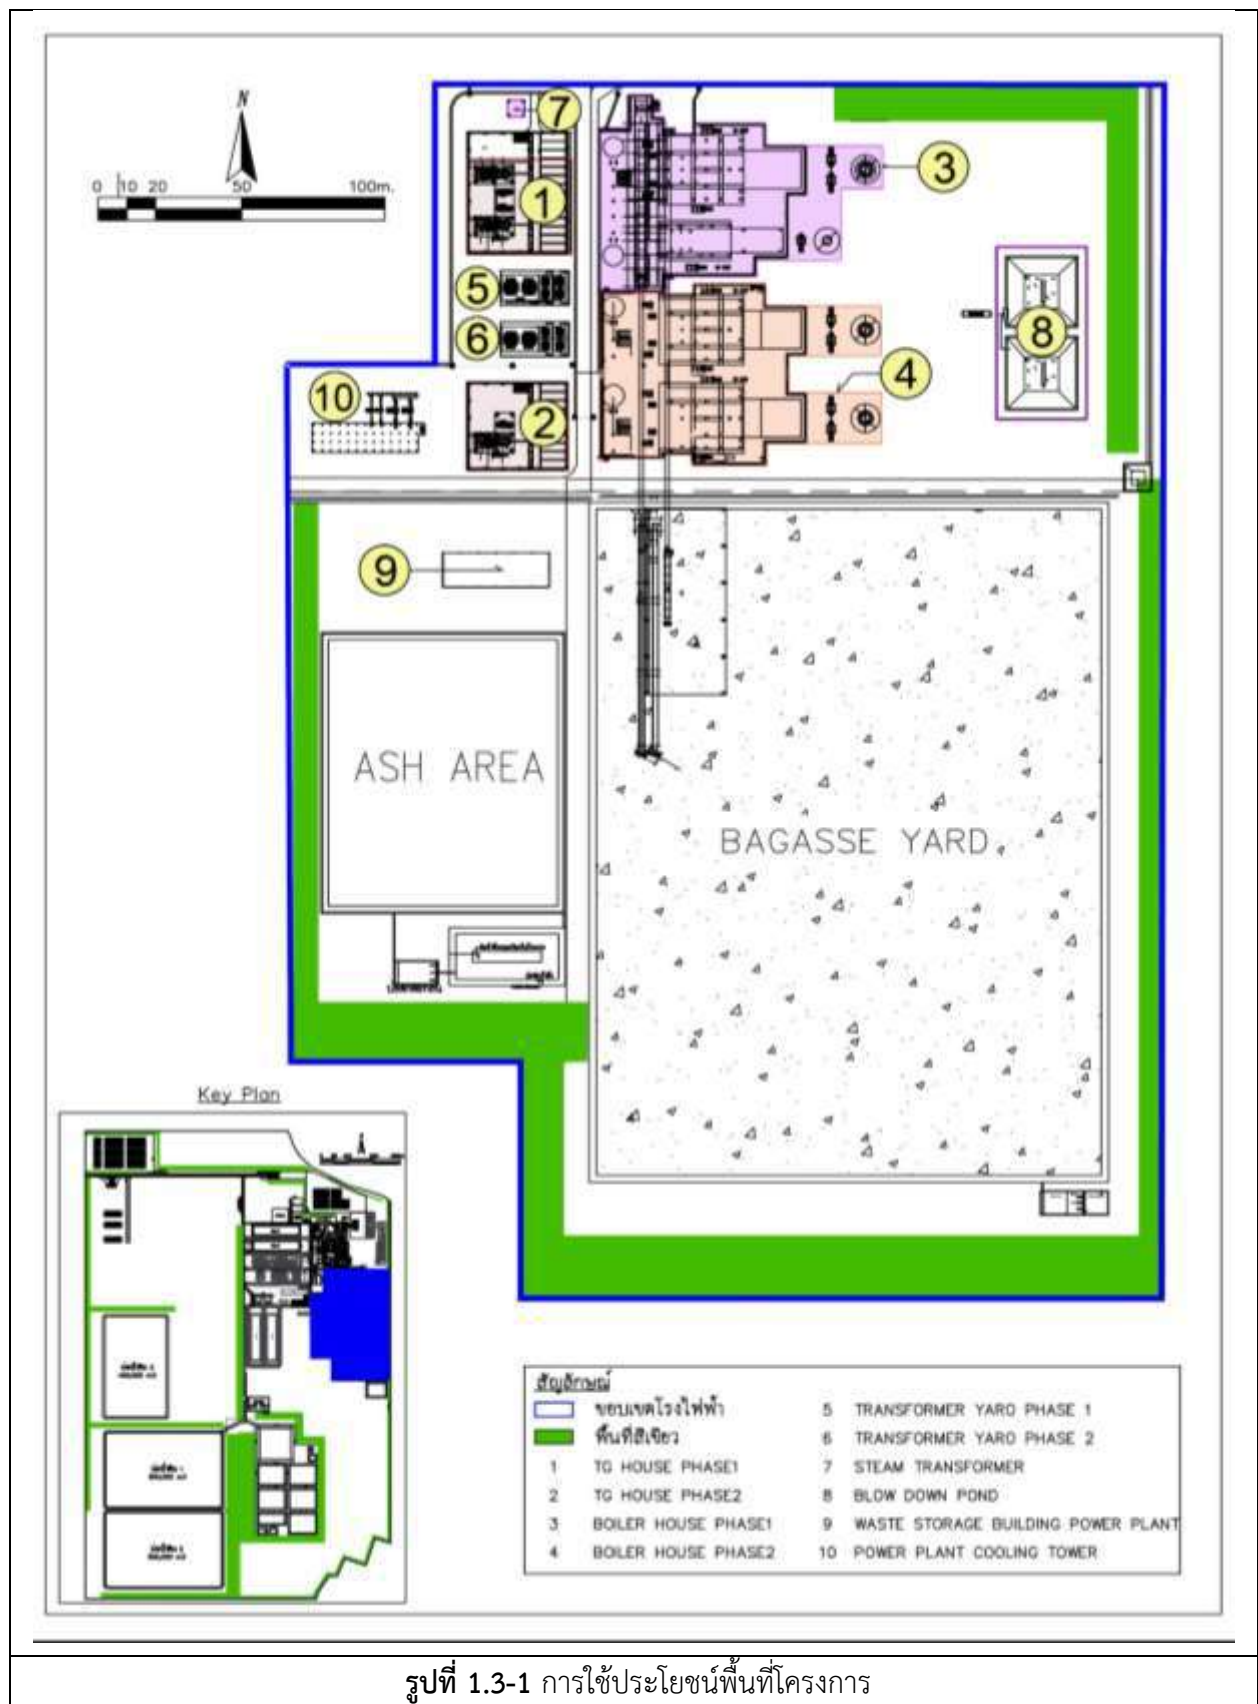 N
0 10 20 50 100m.
7
3
1
5
8
6
4
10
2
9
ASH AREA
BAGASSE YARD
Key Plan
สัญลักษณ์
ขอบเขตโรงไฟฟ้า
พื้นที่สีเขียว
1 TG HOUSE PHASE1
2 TG HOUSE PHASE2
3 BOILER HOUSE PHASE1
4 BOILER HOUSE PHASE2
5 TRANSFORMER YARO PHASE 1
6 TRANSFORMER YARO PHASE 2
7 STEAM TRANSFORMER
8 BLOW DOWN POND
9 WASTE STORAGE BUILDING POWER PLANT
10 POWER PLANT COOLING TOWER
รูปที่ 1.3-1 การใช้ประโยชน์พื้นที่โครงการ